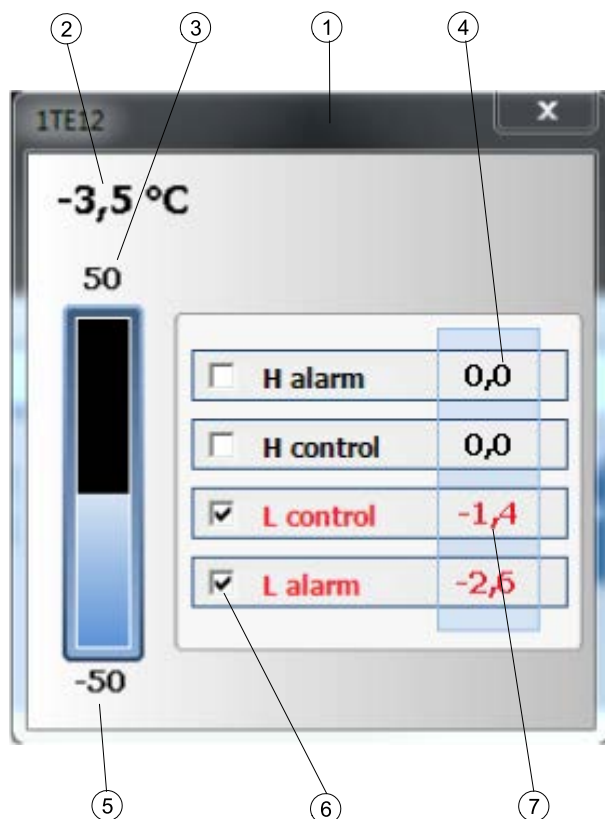 2 3 1 4
1TE12 x
-3,5 °C
50
H alarm 0,0
H control 0,0
L control -1,4
L alarm -2,6
-50
5 6 7